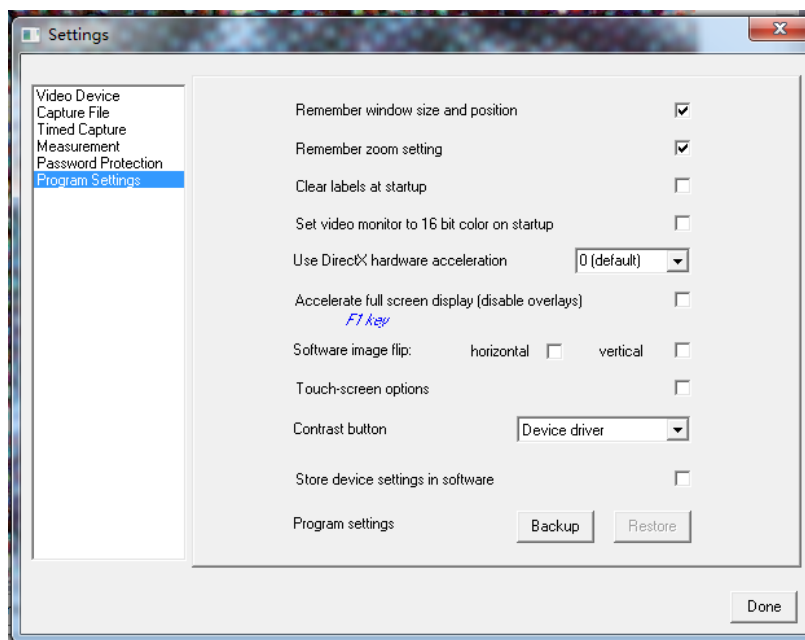 Settings
Video Device
Capture File
Timed Capture
Measurement
Password Protection
Program Settings
Remember window size and position
Remember zoom setting
Clear labels at startup
Set video monitor to 16 bit color on startup
Use DirectX hardware acceleration 0 (default)
Accelerate full screen display (disable overlays)
F1 key
Software image flip: horizontal vertical
Touch-screen options
Contrast button Device driver
Store device settings in software
Program settings Backup Restore
Done